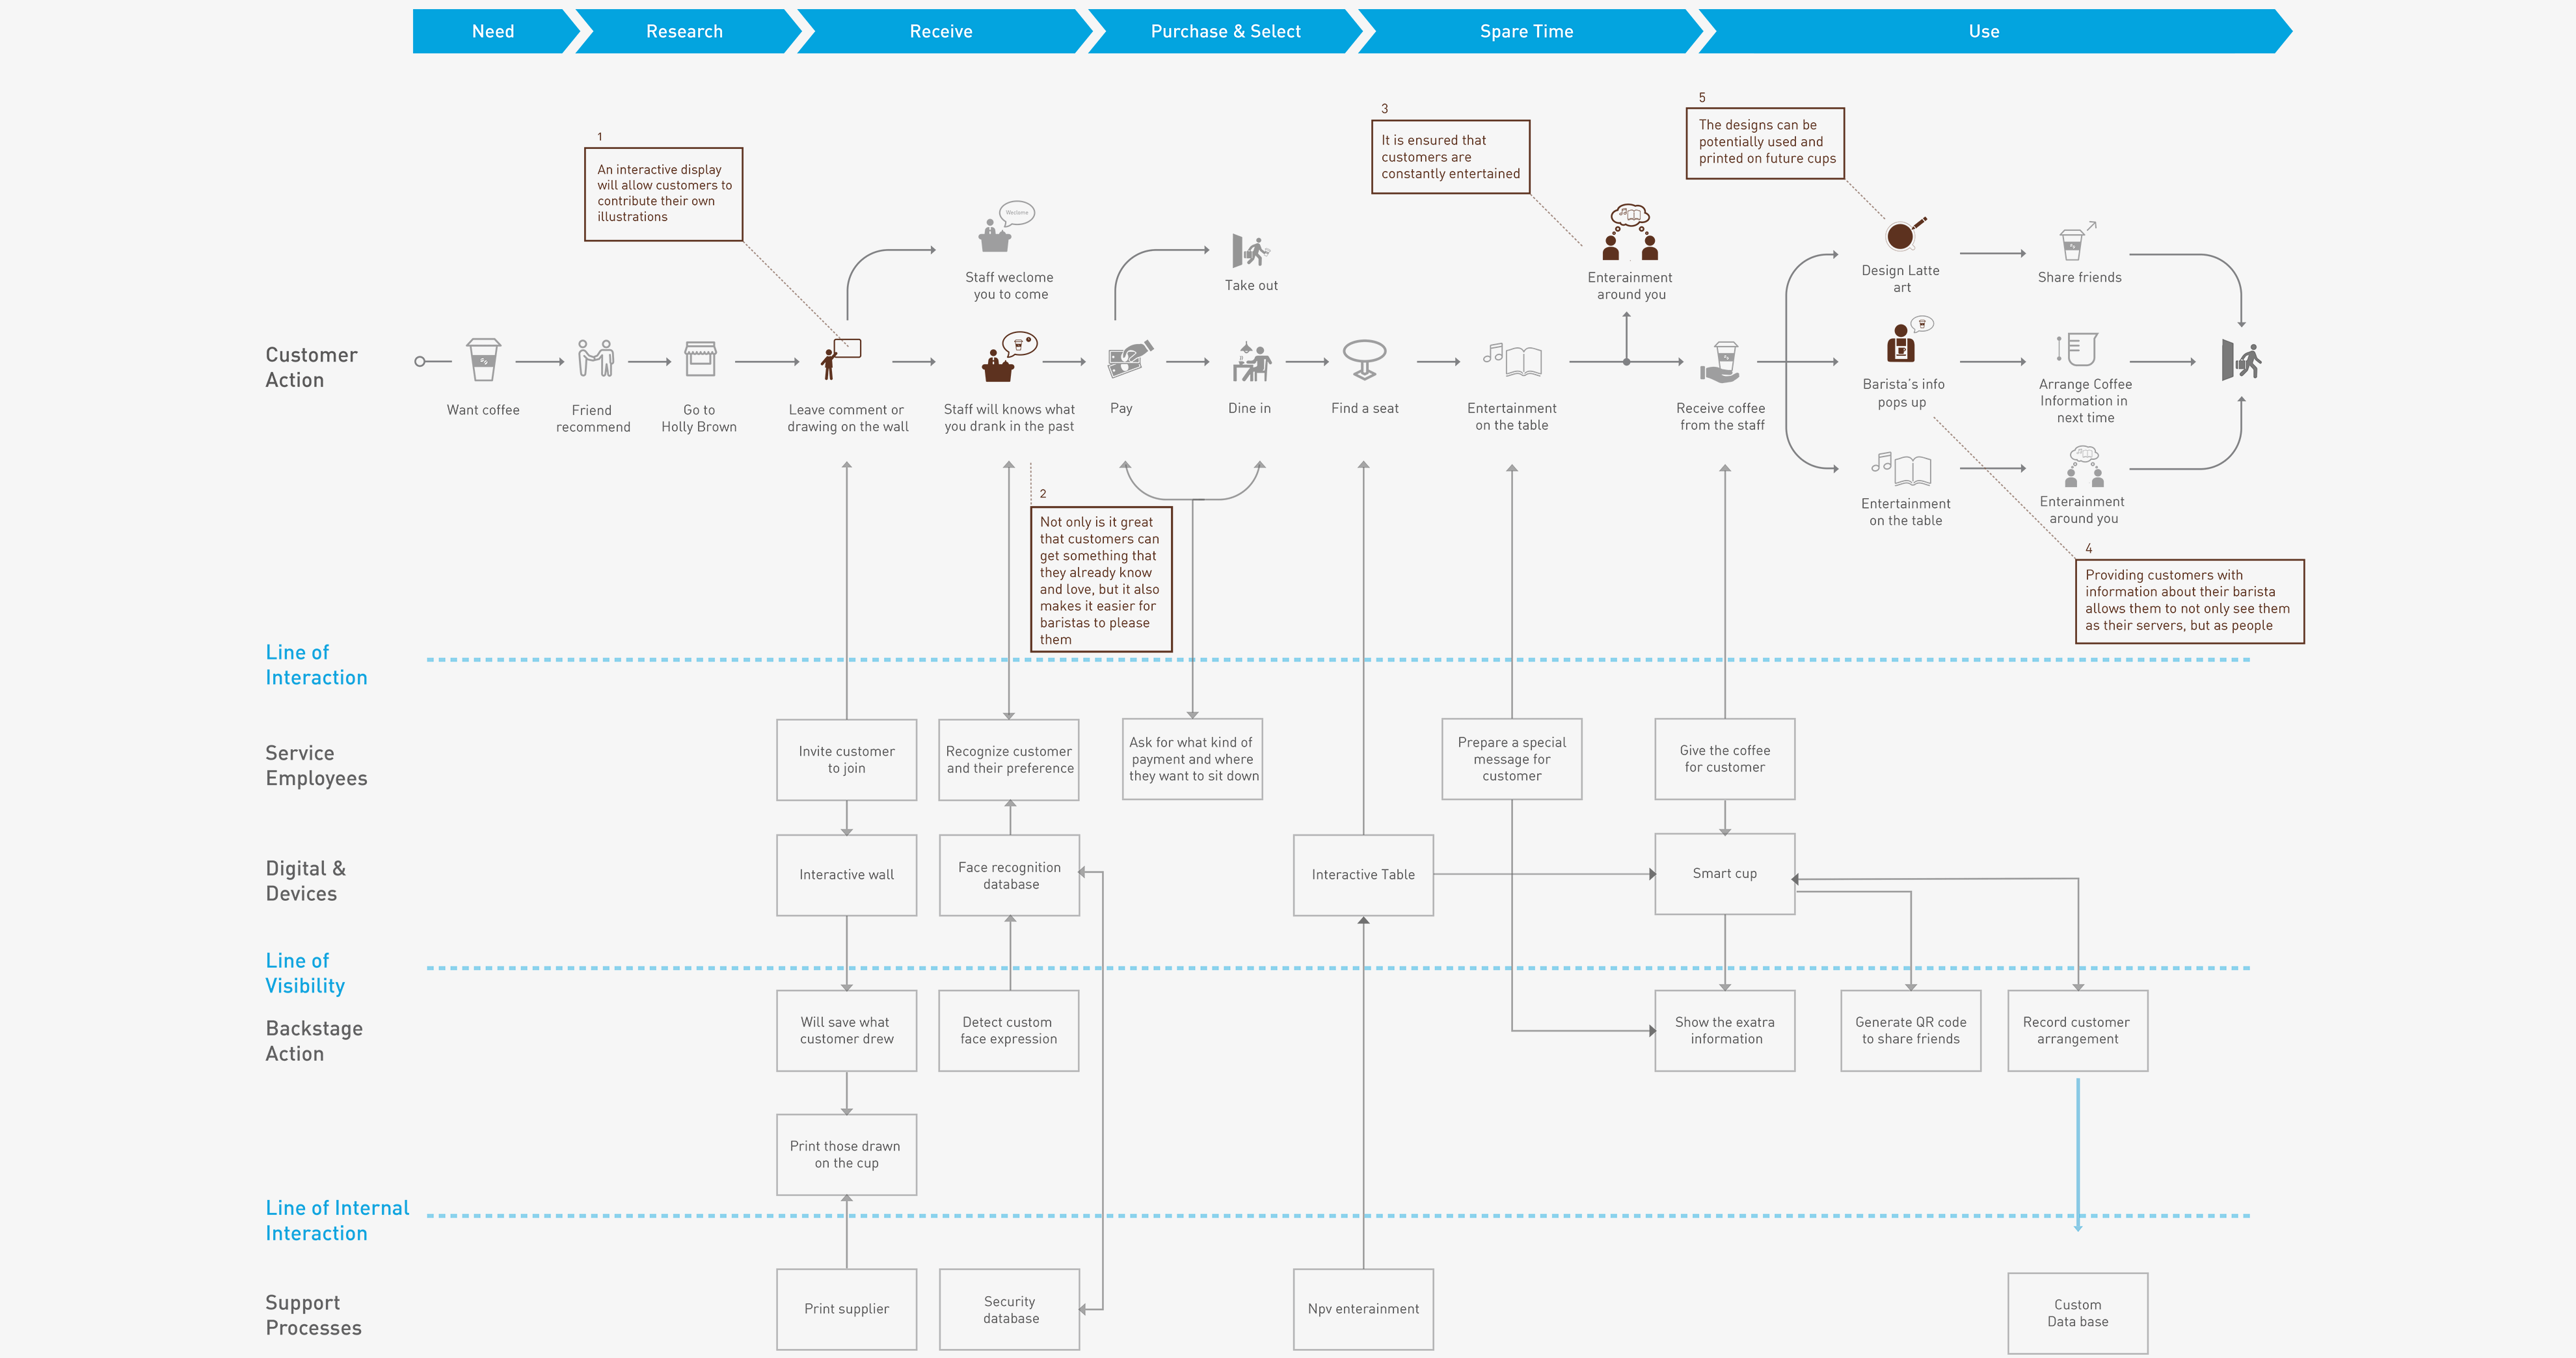 Need
Research
Receive
Purchase & Select
Spare Time
Use
1
An interactive display
will allow customers to
contribute their own
illustrations
3
It is ensured that
customers are
constantly entertained
5
The designs can be
potentially used and
printed on future cups
Weclome
Staff weclome
you to come
Take out
Enterainment
around you
Design Latte
art
Share friends
Customer
Action
Want coffee
Friend
recommend
Go to
Holly Brown
Leave comment or
drawing on the wall
Staff will knows what
you drank in the past
Pay
Dine in
Find a seat
Entertainment
on the table
Receive coffee
from the staff
Barista's info
pops up
Arrange Coffee
Information in
next time
Entertainment
on the table
Enterainment
around you
2
Not only is it great
that customers can
get something that
they already know
and love, but it also
makes it easier for
baristas to please
them
4
Providing customers with
information about their barista
allows them to not only see them
as their servers, but as people
Line of
Interaction
Service
Employees
Invite customer
to join
Recognize customer
and their preference
Ask for what kind of
payment and where
they want to sit down
Prepare a special
message for
customer
Give the coffee
for customer
Digital &
Devices
Interactive wall
Face recognition
database
Interactive Table
Smart cup
Line of
Visibility
Backstage
Action
Will save what
customer drew
Detect custom
face expression
Show the exatra
information
Generate QR code
to share friends
Record customer
arrangement
Print those drawn
on the cup
Line of Internal
Interaction
Support
Processes
Print supplier
Security
database
Npv enterainment
Custom
Data base